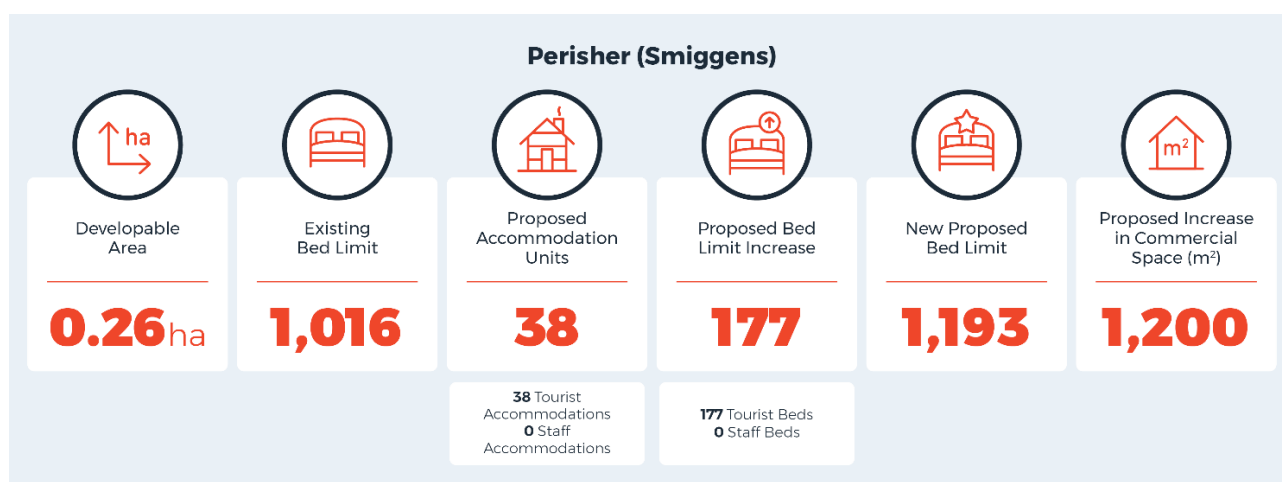 Perisher (Smiggens)
ha
m²
Developable
Area
0.26ha
Existing
Bed Limit
1,016
Proposed
Accommodation
Units
38
38 Tourist
Accommodations
0 Staff
Accommodations
Proposed Bed
Limit Increase
177
177 Tourist Beds
0 Staff Beds
New Proposed
Bed Limit
1,193
Proposed Increase
in Commercial
Space (m²)
1,200